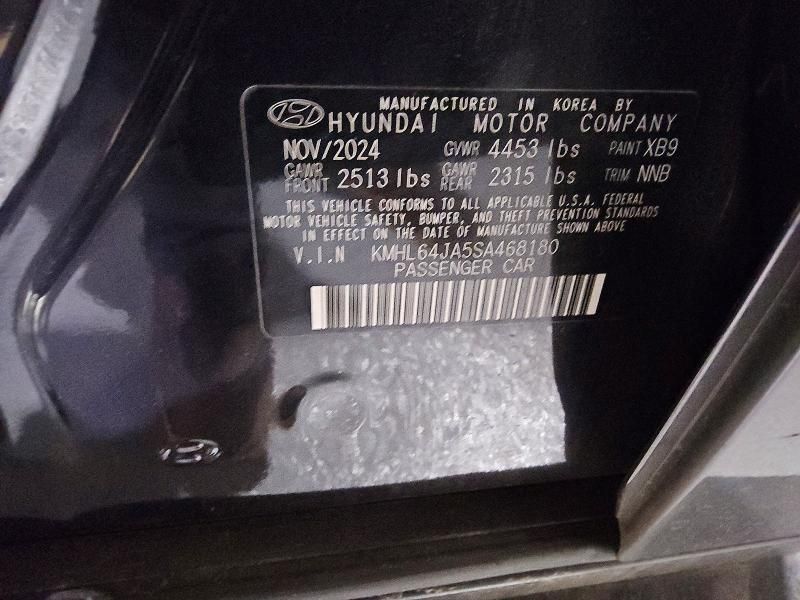 MANUFACTURED IN KOREA BY
HYUNDAI MOTOR COMPANY
NOV/2024 GVWR 4453 lbs PAINT XB9
GAWR FRONT 2513 lbs GAWR REAR 2315 lbs TRIM NNB
THIS VEHICLE CONFORMS TO ALL APPLICABLE U.S.A. FEDERAL
MOTOR VEHICLE SAFETY, BUMPER, AND THEFT PREVENTION STANDARDS
IN EFFECT ON THE DATE OF MANUFACTURE SHOWN ABOVE
V.I.N KMHL64JA5SA468180
PASSENGER CAR